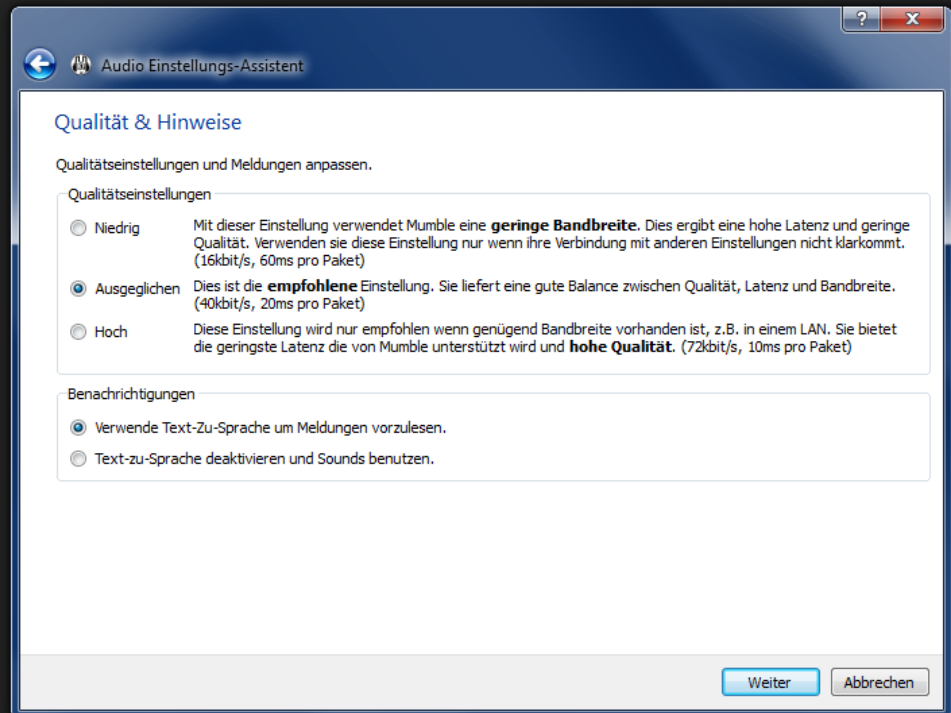 ?
X
Audio Einstellungs-Assistent
Qualität & Hinweise
Qualitätseinstellungen und Meldungen anpassen.
Qualitätseinstellungen
Niedrig
Mit dieser Einstellung verwendet Mumble eine geringe Bandbreite. Dies ergibt eine hohe Latenz und geringe
Qualität. Verwenden sie diese Einstellung nur wenn ihre Verbindung mit anderen Einstellungen nicht klarkommt.
(16kbit/s, 60ms pro Paket)
Ausgeglichen
Dies ist die empfohlene Einstellung. Sie liefert eine gute Balance zwischen Qualität, Latenz und Bandbreite.
(40kbit/s, 20ms pro Paket)
Hoch
Diese Einstellung wird nur empfohlen wenn genügend Bandbreite vorhanden ist, z.B. in einem LAN. Sie bietet
die geringste Latenz die von Mumble unterstützt wird und hohe Qualität. (72kbit/s, 10ms pro Paket)
Benachrichtigungen
Verwende Text-Zu-Sprache um Meldungen vorzulesen.
Text-zu-Sprache deaktivieren und Sounds benutzen.
Weiter
Abbrechen